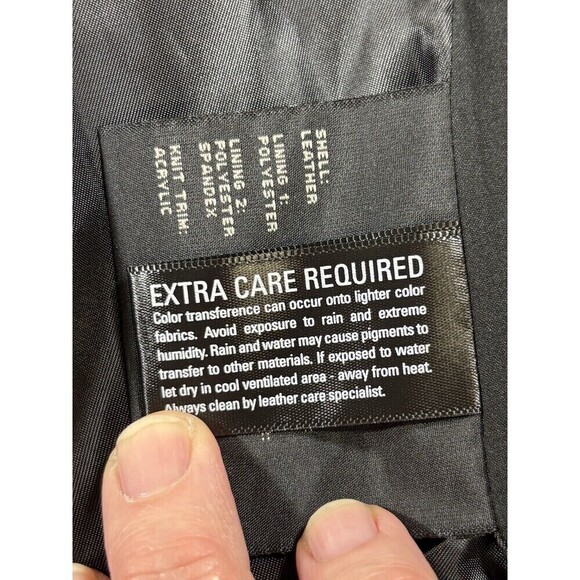 SHELL:
LEATHER
LINING 1:
POLYESTER
LINING 2:
POLYESTER
SPANDEX
KNIT TRIM:
ACRYLIC
EXTRA CARE REQUIRED
Color transference can occur onto lighter color
fabrics. Avoid exposure to rain and extreme
humidity. Rain and water may cause pigments to
transfer to other materials. If exposed to water
let dry in cool ventilated area - away from heat.
Always clean by leather care specialist.